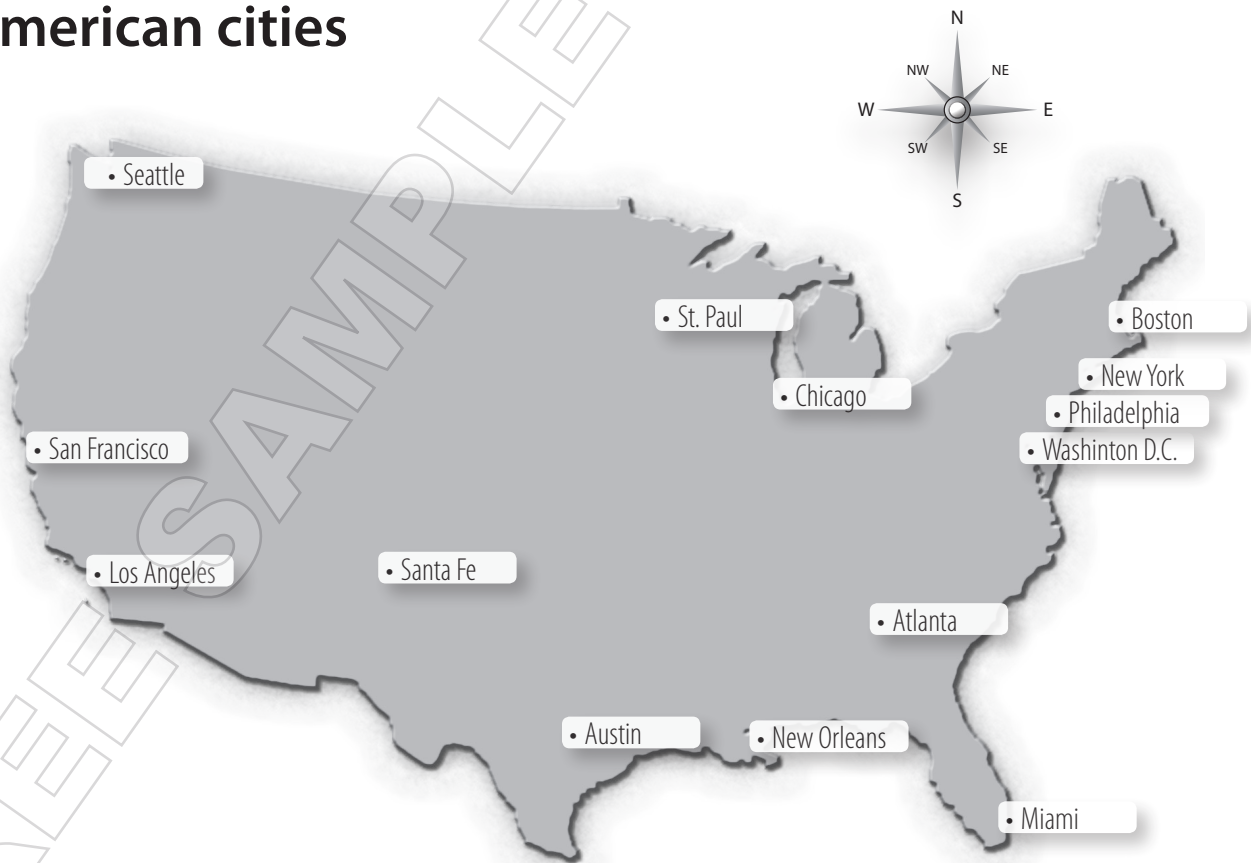 merican cities
N
NW NE
W E
SW SE
S
• Seattle
• St. Paul
• Boston
• New York
• Chicago
• Philadelphia
• San Francisco
• Washinton D.C.
• Los Angeles
• Santa Fe
• Atlanta
• Austin
• New Orleans
• Miami
REE SAMPLE